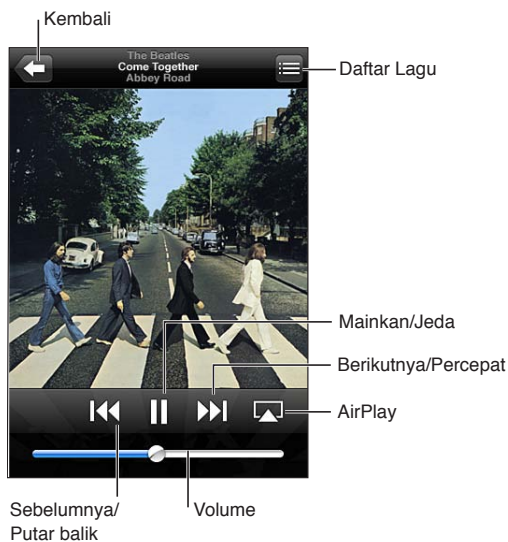 Kembali
The Beatles
Come Together
Abbey Road
Daftar Lagu
Mainkan/Jeda
Berikutnya/Percepat
AirPlay
Sebelumnya/
Putar balik
Volume